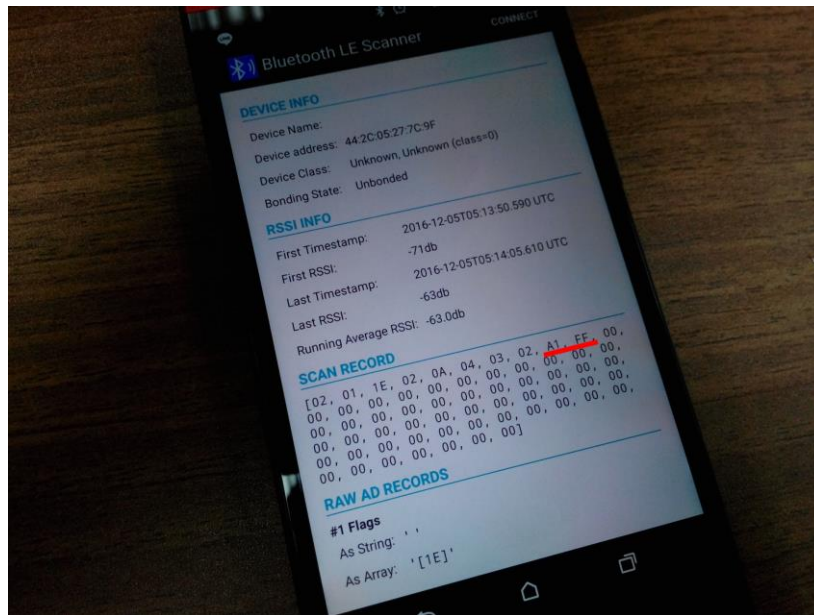 CONNECT
Bluetooth LE Scanner
DEVICE INFO
Device Name:
Device address: 44:2C:05:27:7C:9F
Device Class: Unknown, Unknown (class=0)
Bonding State: Unbonded
RSSI INFO
First Timestamp: 2016-12-05T05:13:50.590 UTC
First RSSI: -71db
Last Timestamp: 2016-12-05T05:14:05.610 UTC
Last RSSI: -63db
Running Average RSSI: -63.0db
SCAN RECORD
[02, 01, 1E, 02, 0A, 04, 03, 02, A1, FF, 00,
00, 00, 00, 00, 00, 00, 00, 00, 00, 00, 00,
00, 00, 00, 00, 00, 00, 00, 00, 00, 00, 00,
00, 00, 00, 00, 00, 00, 00, 00, 00, 00, 00,
00, 00, 00, 00, 00, 00, 00, 00, 00, 00, 00,
00, 00, 00, 00, 00, 00, 00]
RAW AD RECORDS
#1 Flags
As String: ' '
As Array: '[1E]'